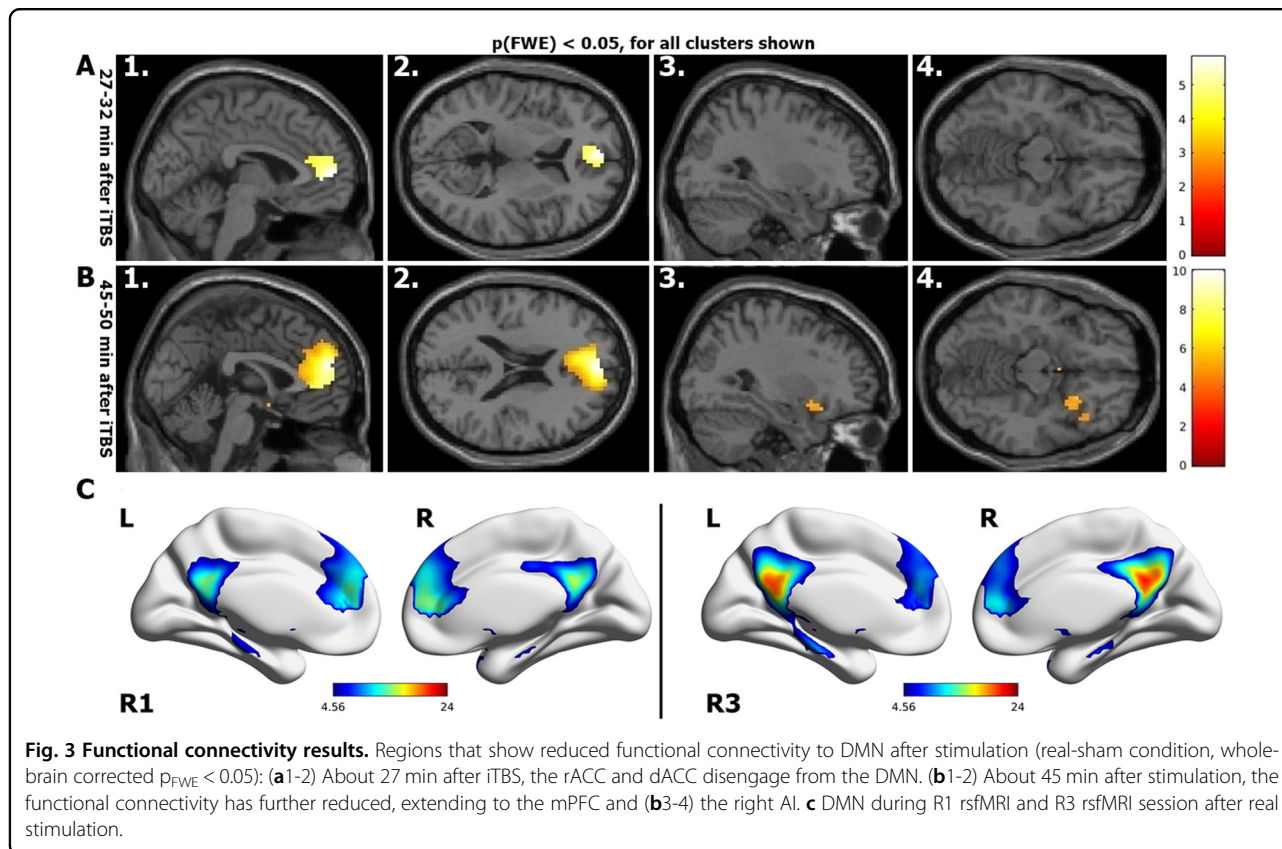 p(FWE) < 0.05, for all clusters shown
A
27-32 min after iTBS
1.
2.
3.
4.
5
4
3
2
1
0
B
45-50 min after iTBS
1.
2.
3.
4.
10
8
6
4
2
0
C
L
R
L
R
R1
4.56
24
R3
4.56
24
Fig. 3 Functional connectivity results. Regions that show reduced functional connectivity to DMN after stimulation (real-sham condition, whole-
brain corrected pFWE < 0.05): (a1-2) About 27 min after iTBS, the rACC and dACC disengage from the DMN. (b1-2) About 45 min after stimulation, the
functional connectivity has further reduced, extending to the mPFC and (b3-4) the right AI. c DMN during R1 rsfMRI and R3 rsfMRI session after real
stimulation.